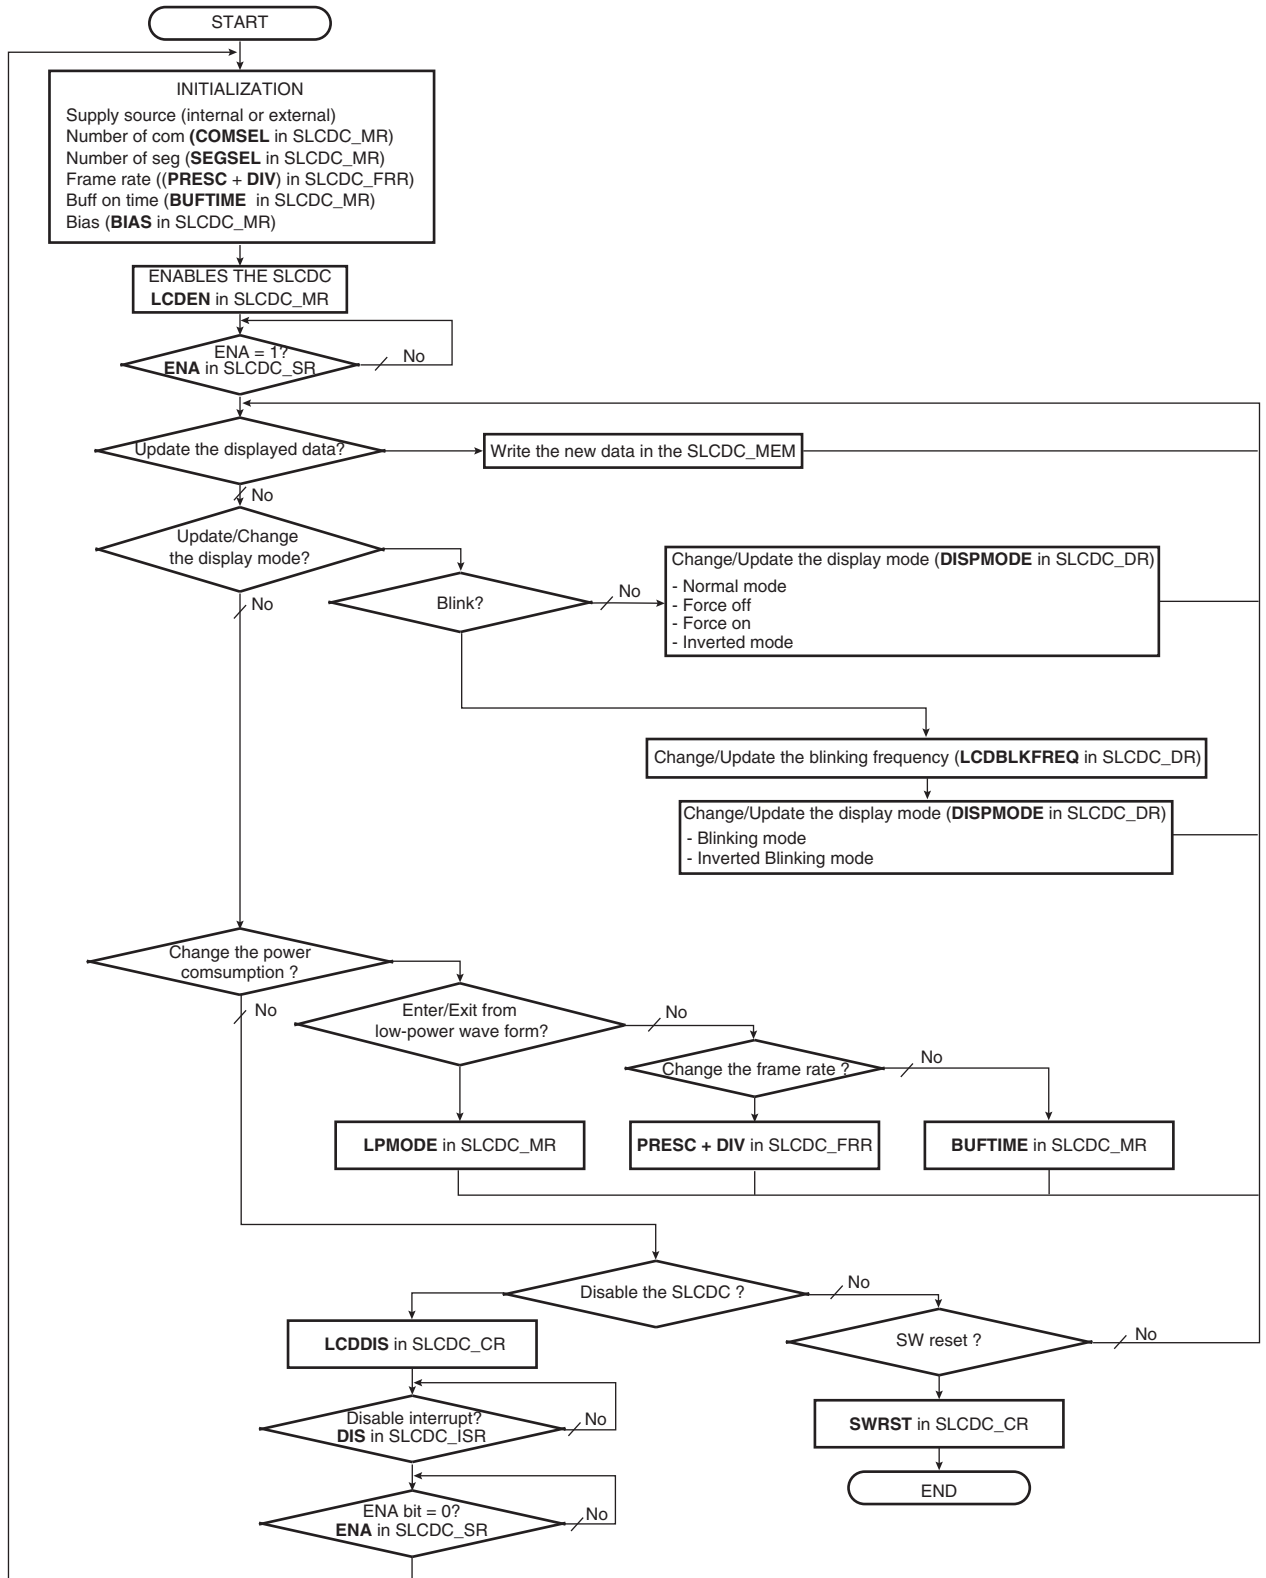 START
INITIALIZATION
Supply source (internal or external)
Number of com (COMSEL in SLCDC_MR)
Number of seg (SEGSEL in SLCDC_MR)
Frame rate ((PRESC + DIV) in SLCDC_FRR)
Buff on time (BUFTIME in SLCDC_MR)
Bias (BIAS in SLCDC_MR)
ENABLES THE SLCDC
LCDEN in SLCDC_MR
ENA = 1?
ENA in SLCDC_SR
No
Update the displayed data?
Write the new data in the SLCDC_MEM
No
Update/Change
the display mode?
No
Blink?
No
Change/Update the display mode (DISPMODE in SLCDC_DR)
- Normal mode
- Force off
- Force on
- Inverted mode
Change/Update the blinking frequency (LCDBLKFREQ in SLCDC_DR)
Change/Update the display mode (DISPMODE in SLCDC_DR)
- Blinking mode
- Inverted Blinking mode
Change the power
comsumption ?
No
Enter/Exit from
low-power wave form?
No
Change the frame rate ?
No
LPMODE in SLCDC_MR
PRESC + DIV in SLCDC_FRR
BUFTIME in SLCDC_MR
Disable the SLCDC ?
No
LCDDIS in SLCDC_CR
SW reset ?
No
Disable interrupt?
DIS in SLCDC_ISR
No
SWRST in SLCDC_CR
END
ENA bit = 0?
ENA in SLCDC_SR
No